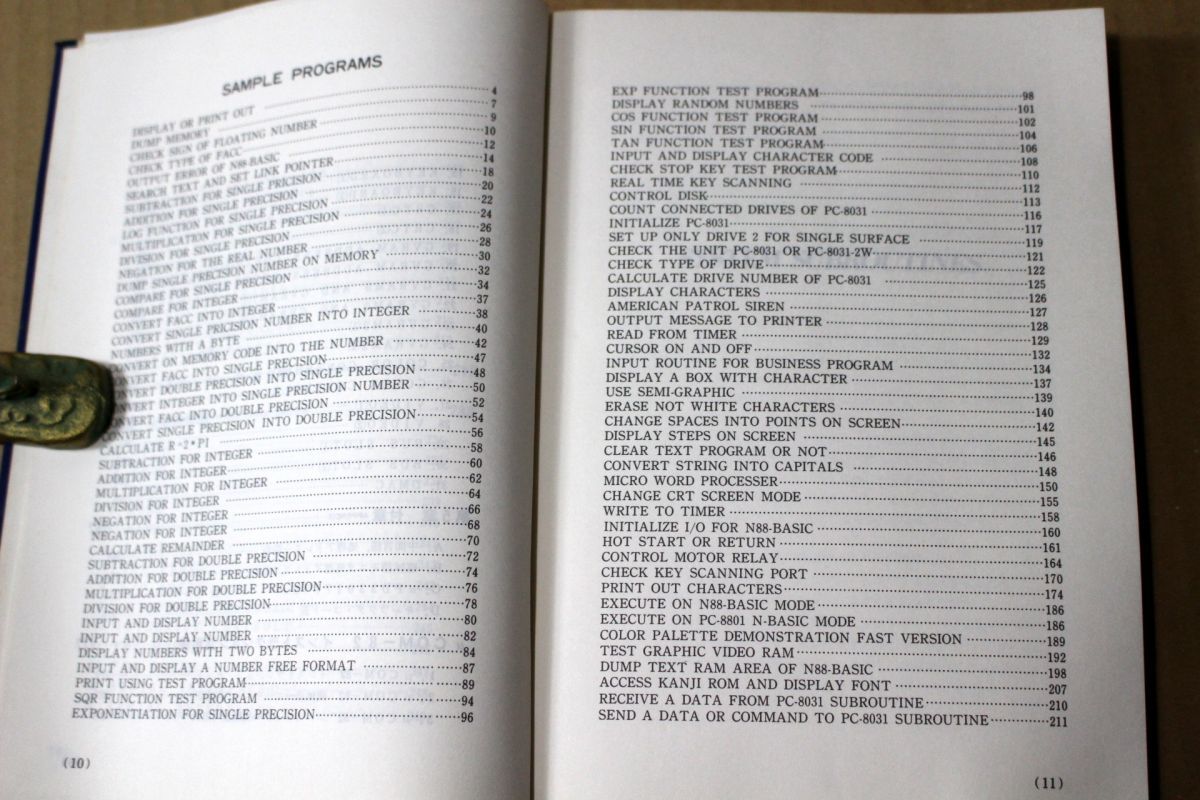 SAMPLE PROGRAMS
DISPLAY OR PRINT OUT ……… 4
DUMP MEMORY ……… 7
CHECK SIGN OF FLOATING NUMBER ……… 9
CHECK TYPE OF FACC ……… 10
OUTPUT ERROR OF N88-BASIC ……… 12
SEARCH TEXT AND SET LINK POINTER ……… 14
SUBTRACTION FOR SINGLE PRICISION ……… 18
ADDITION FOR SINGLE PRECISION ……… 20
LOG FUNCTION FOR SINGLE PRECISION ……… 22
MULTIPLICATION FOR SINGLE PRECISION ……… 24
DIVISION FOR SINGLE PRECISION ……… 26
NEGATION FOR THE REAL NUMBER ……… 28
DUMP SINGLE PRECISION NUMBER ON MEMORY ……… 30
COMPARE FOR SINGLE PRECISION ……… 32
COMPARE FOR INTEGER ……… 34
CONVERT FACC INTO INTEGER ……… 37
CONVERT SINGLE PRICISION NUMBER INTO INTEGER ……… 38
NUMBERS WITH A BYTE ……… 40
CONVERT ON MEMORY CODE INTO THE NUMBER ……… 42
CONVERT FACC INTO SINGLE PRECISION ……… 47
CONVERT DOUBLE PRECISION INTO SINGLE PRECISION ……… 48
CONVERT INTEGER INTO SINGLE PRECISION NUMBER ……… 50
CONVERT FACC INTO DOUBLE PRECISION ……… 52
CONVERT SINGLE PRECISION INTO DOUBLE PRECISION ……… 54
CALCULATE R^2*PI ……… 56
SUBTRACTION FOR INTEGER ……… 58
ADDITION FOR INTEGER ……… 60
MULTIPLICATION FOR INTEGER ……… 62
DIVISION FOR INTEGER ……… 64
NEGATION FOR INTEGER ……… 66
NEGATION FOR INTEGER ……… 68
CALCULATE REMAINDER ……… 70
SUBTRACTION FOR DOUBLE PRECISION ……… 72
ADDITION FOR DOUBLE PRECISION ……… 74
MULTIPLICATION FOR DOUBLE PRECISION ……… 76
DIVISION FOR DOUBLE PRECISION ……… 78
INPUT AND DISPLAY NUMBER ……… 80
INPUT AND DISPLAY NUMBER ……… 82
DISPLAY NUMBERS WITH TWO BYTES ……… 84
INPUT AND DISPLAY A NUMBER FREE FORMAT ……… 87
PRINT USING TEST PROGRAM ……… 89
SQR FUNCTION TEST PROGRAM ……… 94
EXPONENTIATION FOR SINGLE PRECISION ……… 96
(10)
EXP FUNCTION TEST PROGRAM ……… 98
DISPLAY RANDOM NUMBERS ……… 101
COS FUNCTION TEST PROGRAM ……… 102
SIN FUNCTION TEST PROGRAM ……… 104
TAN FUNCTION TEST PROGRAM ……… 106
INPUT AND DISPLAY CHARACTER CODE ……… 108
CHECK STOP KEY TEST PROGRAM ……… 110
REAL TIME KEY SCANNING ……… 112
CONTROL DISK ……… 113
COUNT CONNECTED DRIVES OF PC-8031 ……… 116
INITIALIZE PC-8031 ……… 117
SET UP ONLY DRIVE 2 FOR SINGLE SURFACE ……… 119
CHECK THE UNIT PC-8031 OR PC-8031-2W ……… 121
CHECK TYPE OF DRIVE ……… 122
CALCULATE DRIVE NUMBER OF PC-8031 ……… 125
DISPLAY CHARACTERS ……… 126
AMERICAN PATROL SIREN ……… 127
OUTPUT MESSAGE TO PRINTER ……… 128
READ FROM TIMER ……… 129
CURSOR ON AND OFF ……… 132
INPUT ROUTINE FOR BUSINESS PROGRAM ……… 134
DISPLAY A BOX WITH CHARACTER ……… 137
USE SEMI-GRAPHIC ……… 139
ERASE NOT WHITE CHARACTERS ……… 140
CHANGE SPACES INTO POINTS ON SCREEN ……… 142
DISPLAY STEPS ON SCREEN ……… 145
CLEAR TEXT PROGRAM OR NOT ……… 146
CONVERT STRING INTO CAPITALS ……… 148
MICRO WORD PROCESSER ……… 150
CHANGE CRT SCREEN MODE ……… 155
WRITE TO TIMER ……… 158
INITIALIZE I/O FOR N88-BASIC ……… 160
HOT START OR RETURN ……… 161
CONTROL MOTOR RELAY ……… 164
CHECK KEY SCANNING PORT ……… 170
PRINT OUT CHARACTERS ……… 174
EXECUTE ON N88-BASIC MODE ……… 186
EXECUTE ON PC-8801 N-BASIC MODE ……… 186
COLOR PALETTE DEMONSTRATION FAST VERSION ……… 189
TEST GRAPHIC VIDEO RAM ……… 192
DUMP TEXT RAM AREA OF N88-BASIC ……… 198
ACCESS KANJI ROM AND DISPLAY FONT ……… 207
RECEIVE A DATA FROM PC-8031 SUBROUTINE ……… 210
SEND A DATA OR COMMAND TO PC-8031 SUBROUTINE ……… 211
(11)